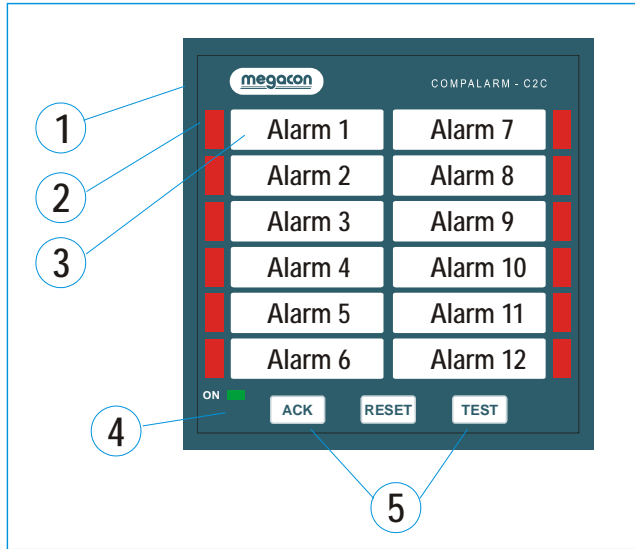 megacon
COMPALARM - C2C
1
2
3
4
5
Alarm 1
Alarm 2
Alarm 3
Alarm 4
Alarm 5
Alarm 6
Alarm 7
Alarm 8
Alarm 9
Alarm 10
Alarm 11
Alarm 12
ON
ACK
RESET
TEST